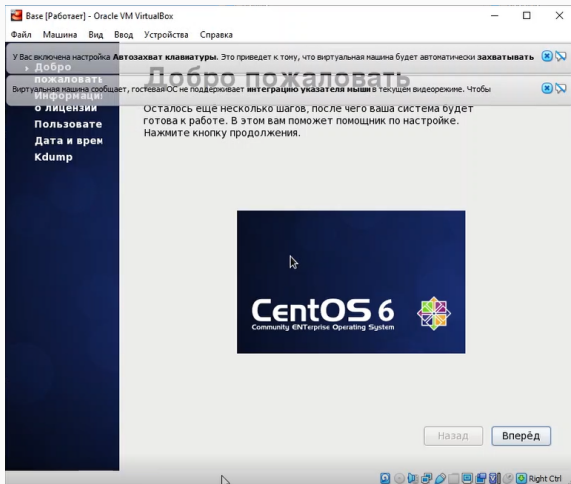 Base [Работает] - Oracle VM VirtualBox
Файл Машина Вид Ввод Устройства Справка
У Вас включена настройка Автозахват клавиатуры. Это приведет к тому, что виртуальная машина будет автоматически захватывать
Добро пожаловать
Виртуальная машина сообщает, гостевая ОС не поддерживает интеграцию указателя мыши в текущем видеорежиме. Чтобы
Добро
пожаловать
Информаци
о лицензии
Пользовате
Дата и врем
Kdump
Осталось еще несколько шагов, после чего ваша система будет
готова к работе. В этом вам поможет помощник по настройке.
Нажмите кнопку продолжения.
CentOS 6
Community ENTerprise Operating System
Назад Вперёд
Right Ctrl